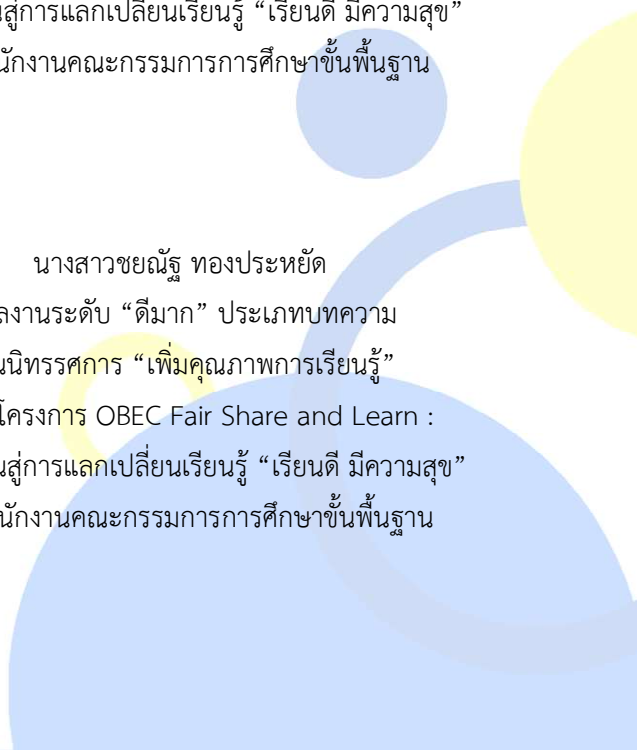 สู่การแลกเปลี่ยนเรียนรู้ “เรียนดี มีความสุข”
นักงานคณะกรรมการการศึกษาขั้นพื้นฐาน
นางสาวชยณัฐ ทองประหยัด
ลงานระดับ “ดีมาก” ประเภทบทความ
นนิทรรศการ “เพิ่มคุณภาพการเรียนรู้”
โครงการ OBEC Fair Share and Learn :
นสู่การแลกเปลี่ยนเรียนรู้ “เรียนดี มีความสุข”
นักงานคณะกรรมการการศึกษาขั้นพื้นฐาน